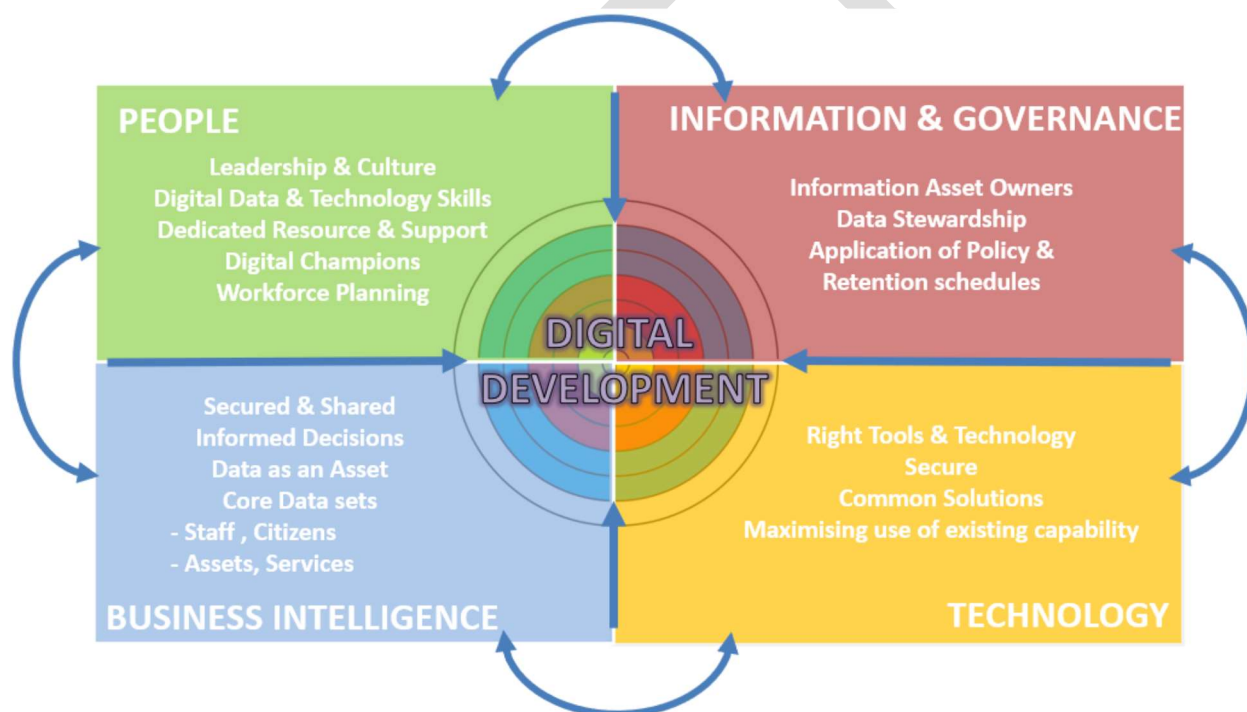 PEOPLE
Leadership & Culture
Digital Data & Technology Skills
Dedicated Resource & Support
Digital Champions
Workforce Planning
INFORMATION & GOVERNANCE
Information Asset Owners
Data Stewardship
Application of Policy &
Retention schedules
DIGITAL
DEVELOPMENT
Secured & Shared
Informed Decisions
Data as an Asset
Core Data sets
- Staff , Citizens
- Assets, Services
BUSINESS INTELLIGENCE
Right Tools & Technology
Secure
Common Solutions
Maximising use of existing capability
TECHNOLOGY